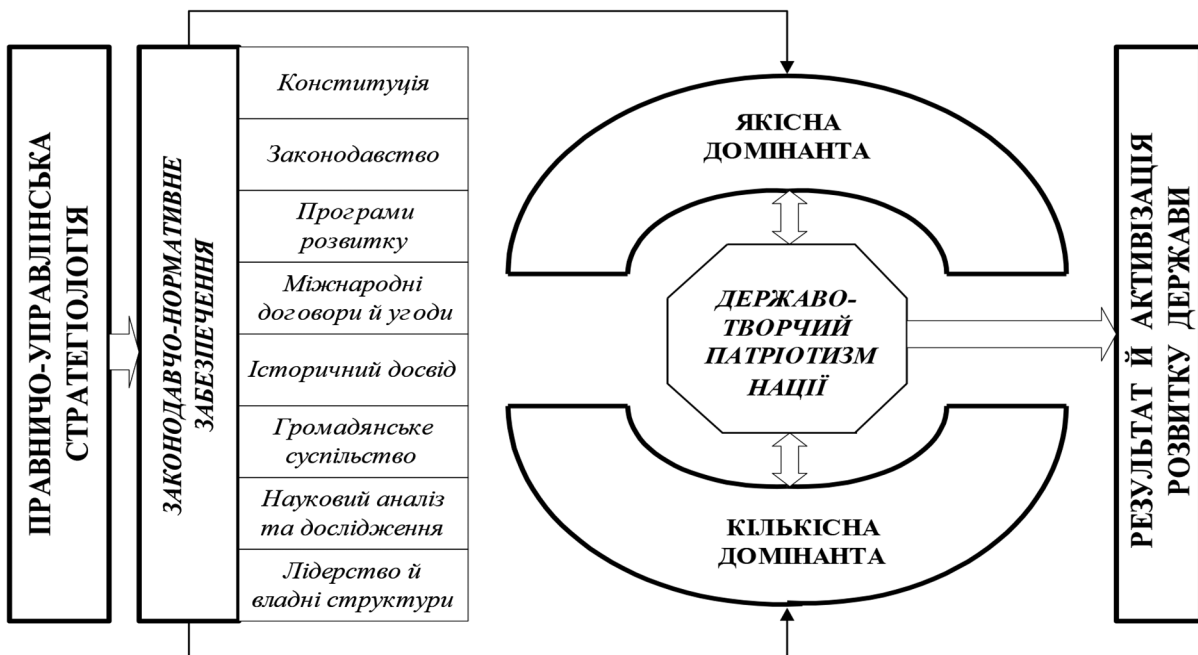 ПРАВНИЧО-УПРАВЛІНСЬКА
СТРАТЕГІОЛОГІЯ
ЗАКОНОДАВЧО-НОРМАТИВНЕ
ЗАБЕЗПЕЧЕННЯ
Конституція
Законодавство
Програми
розвитку
Міжнародні
договори й угоди
Історичний досвід
Громадянське
суспільство
Науковий аналіз
та дослідження
Лідерство й
владні структури
ЯКІСНА
ДОМІНАНТА
ДЕРЖАВО-
ТВОРЧИЙ
ПАТРІОТИЗМ
НАЦІЇ
КІЛЬКІСНА
ДОМІНАНТА
РЕЗУЛЬТАТ Й АКТИВІЗАЦІЯ
РОЗВИТКУ ДЕРЖАВИ